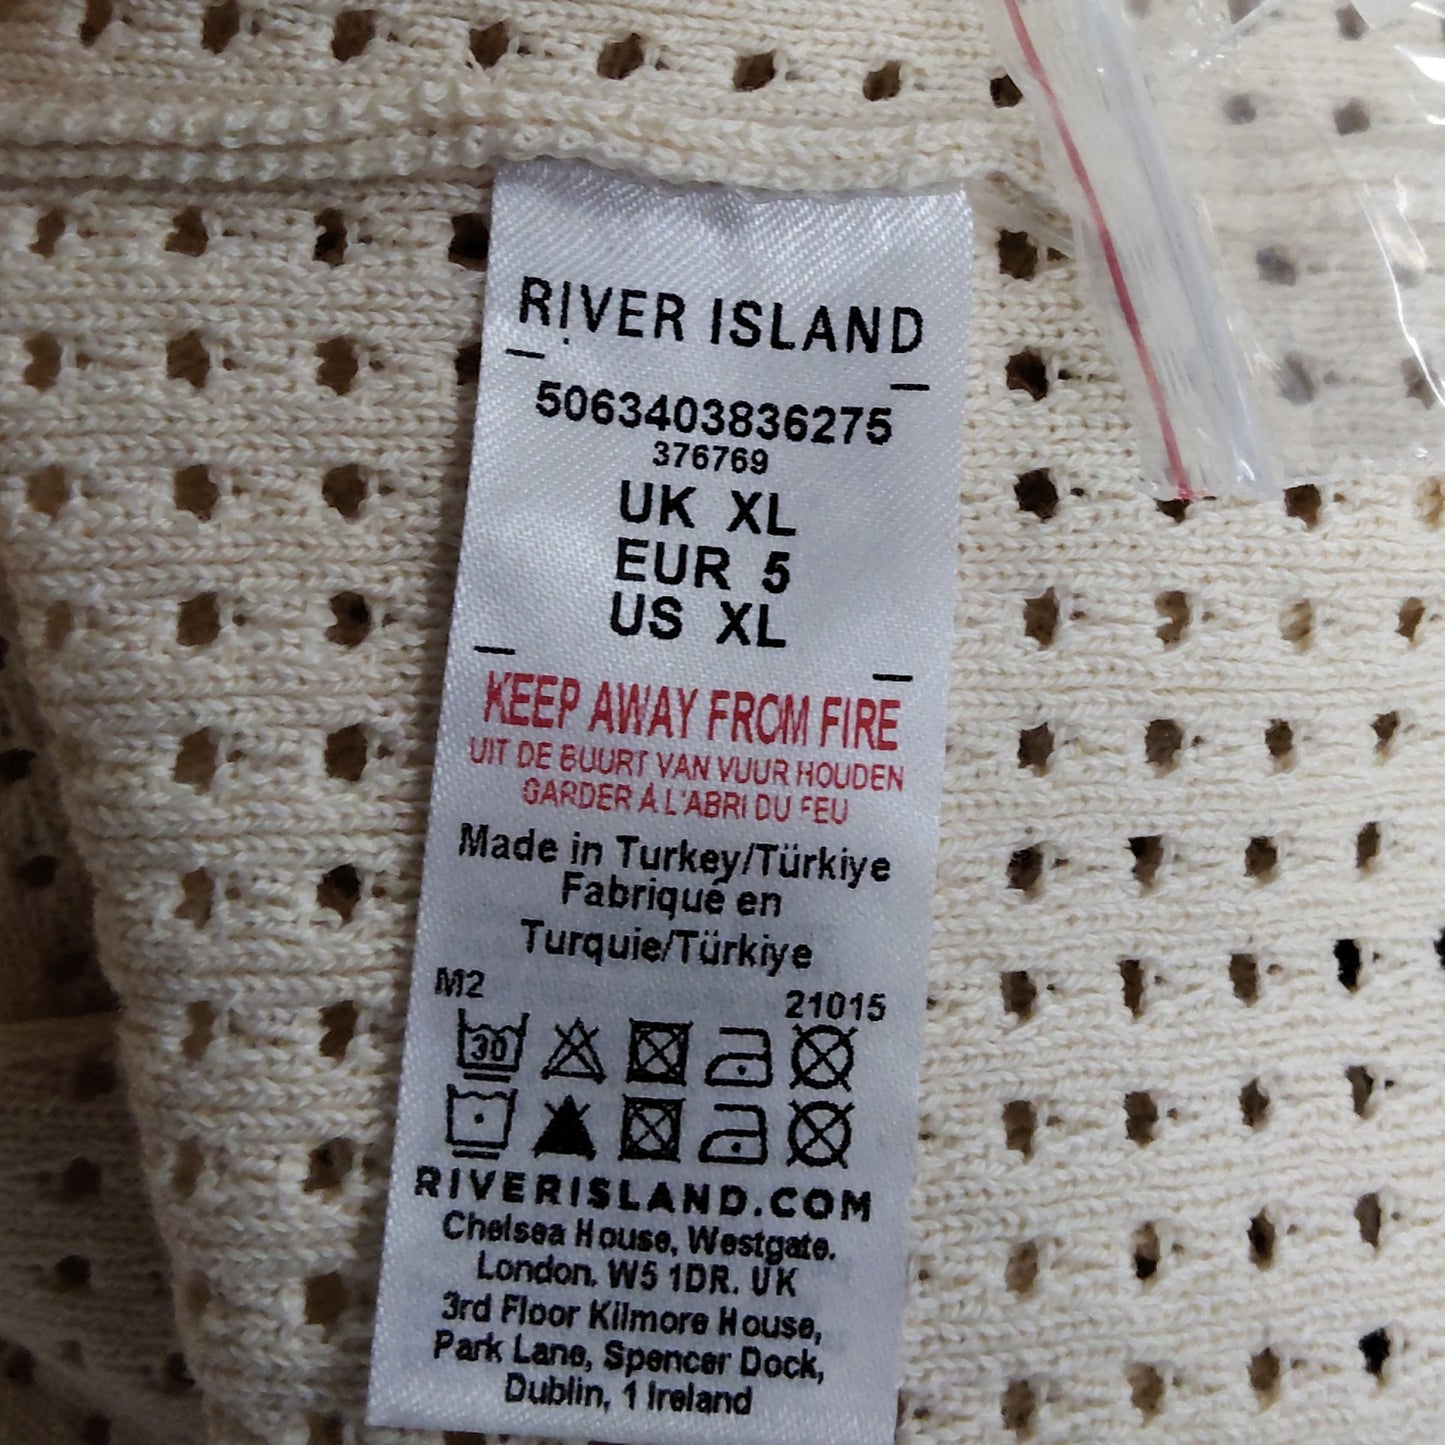 RIVER ISLAND
5063403836275
376769
UK XL
EUR 5
US XL
KEEP AWAY FROM FIRE
UIT DE BUURT VAN VUUR HOUDEN
GARDER À L'ABRI DU FEU
Made in Turkey/Türkiye
Fabriqué en
Turquie/Türkiye
M2 21015
30
RIVERISLAND.COM
Chelsea House, Westgate.
London. W5 1DR. UK
3rd Floor Kilmore House,
Park Lane, Spencer Dock,
Dublin, 1 Ireland